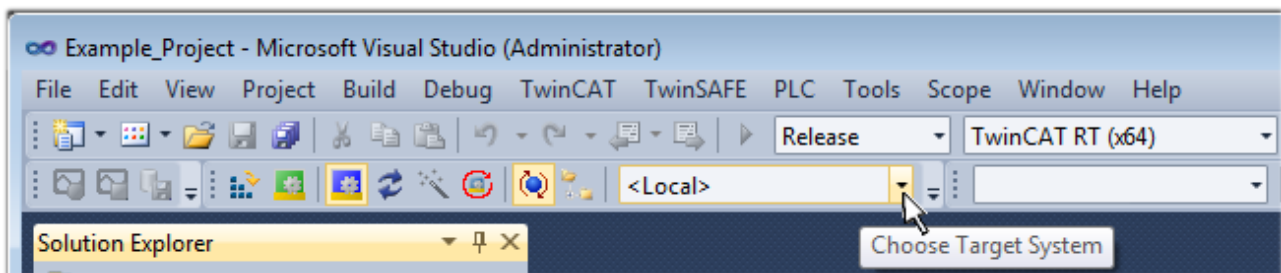 Example_Project - Microsoft Visual Studio (Administrator)
File Edit View Project Build Debug TwinCAT TwinSAFE PLC Tools Scope Window Help
Release TwinCAT RT (x64)
<Local>
Solution Explorer
Choose Target System